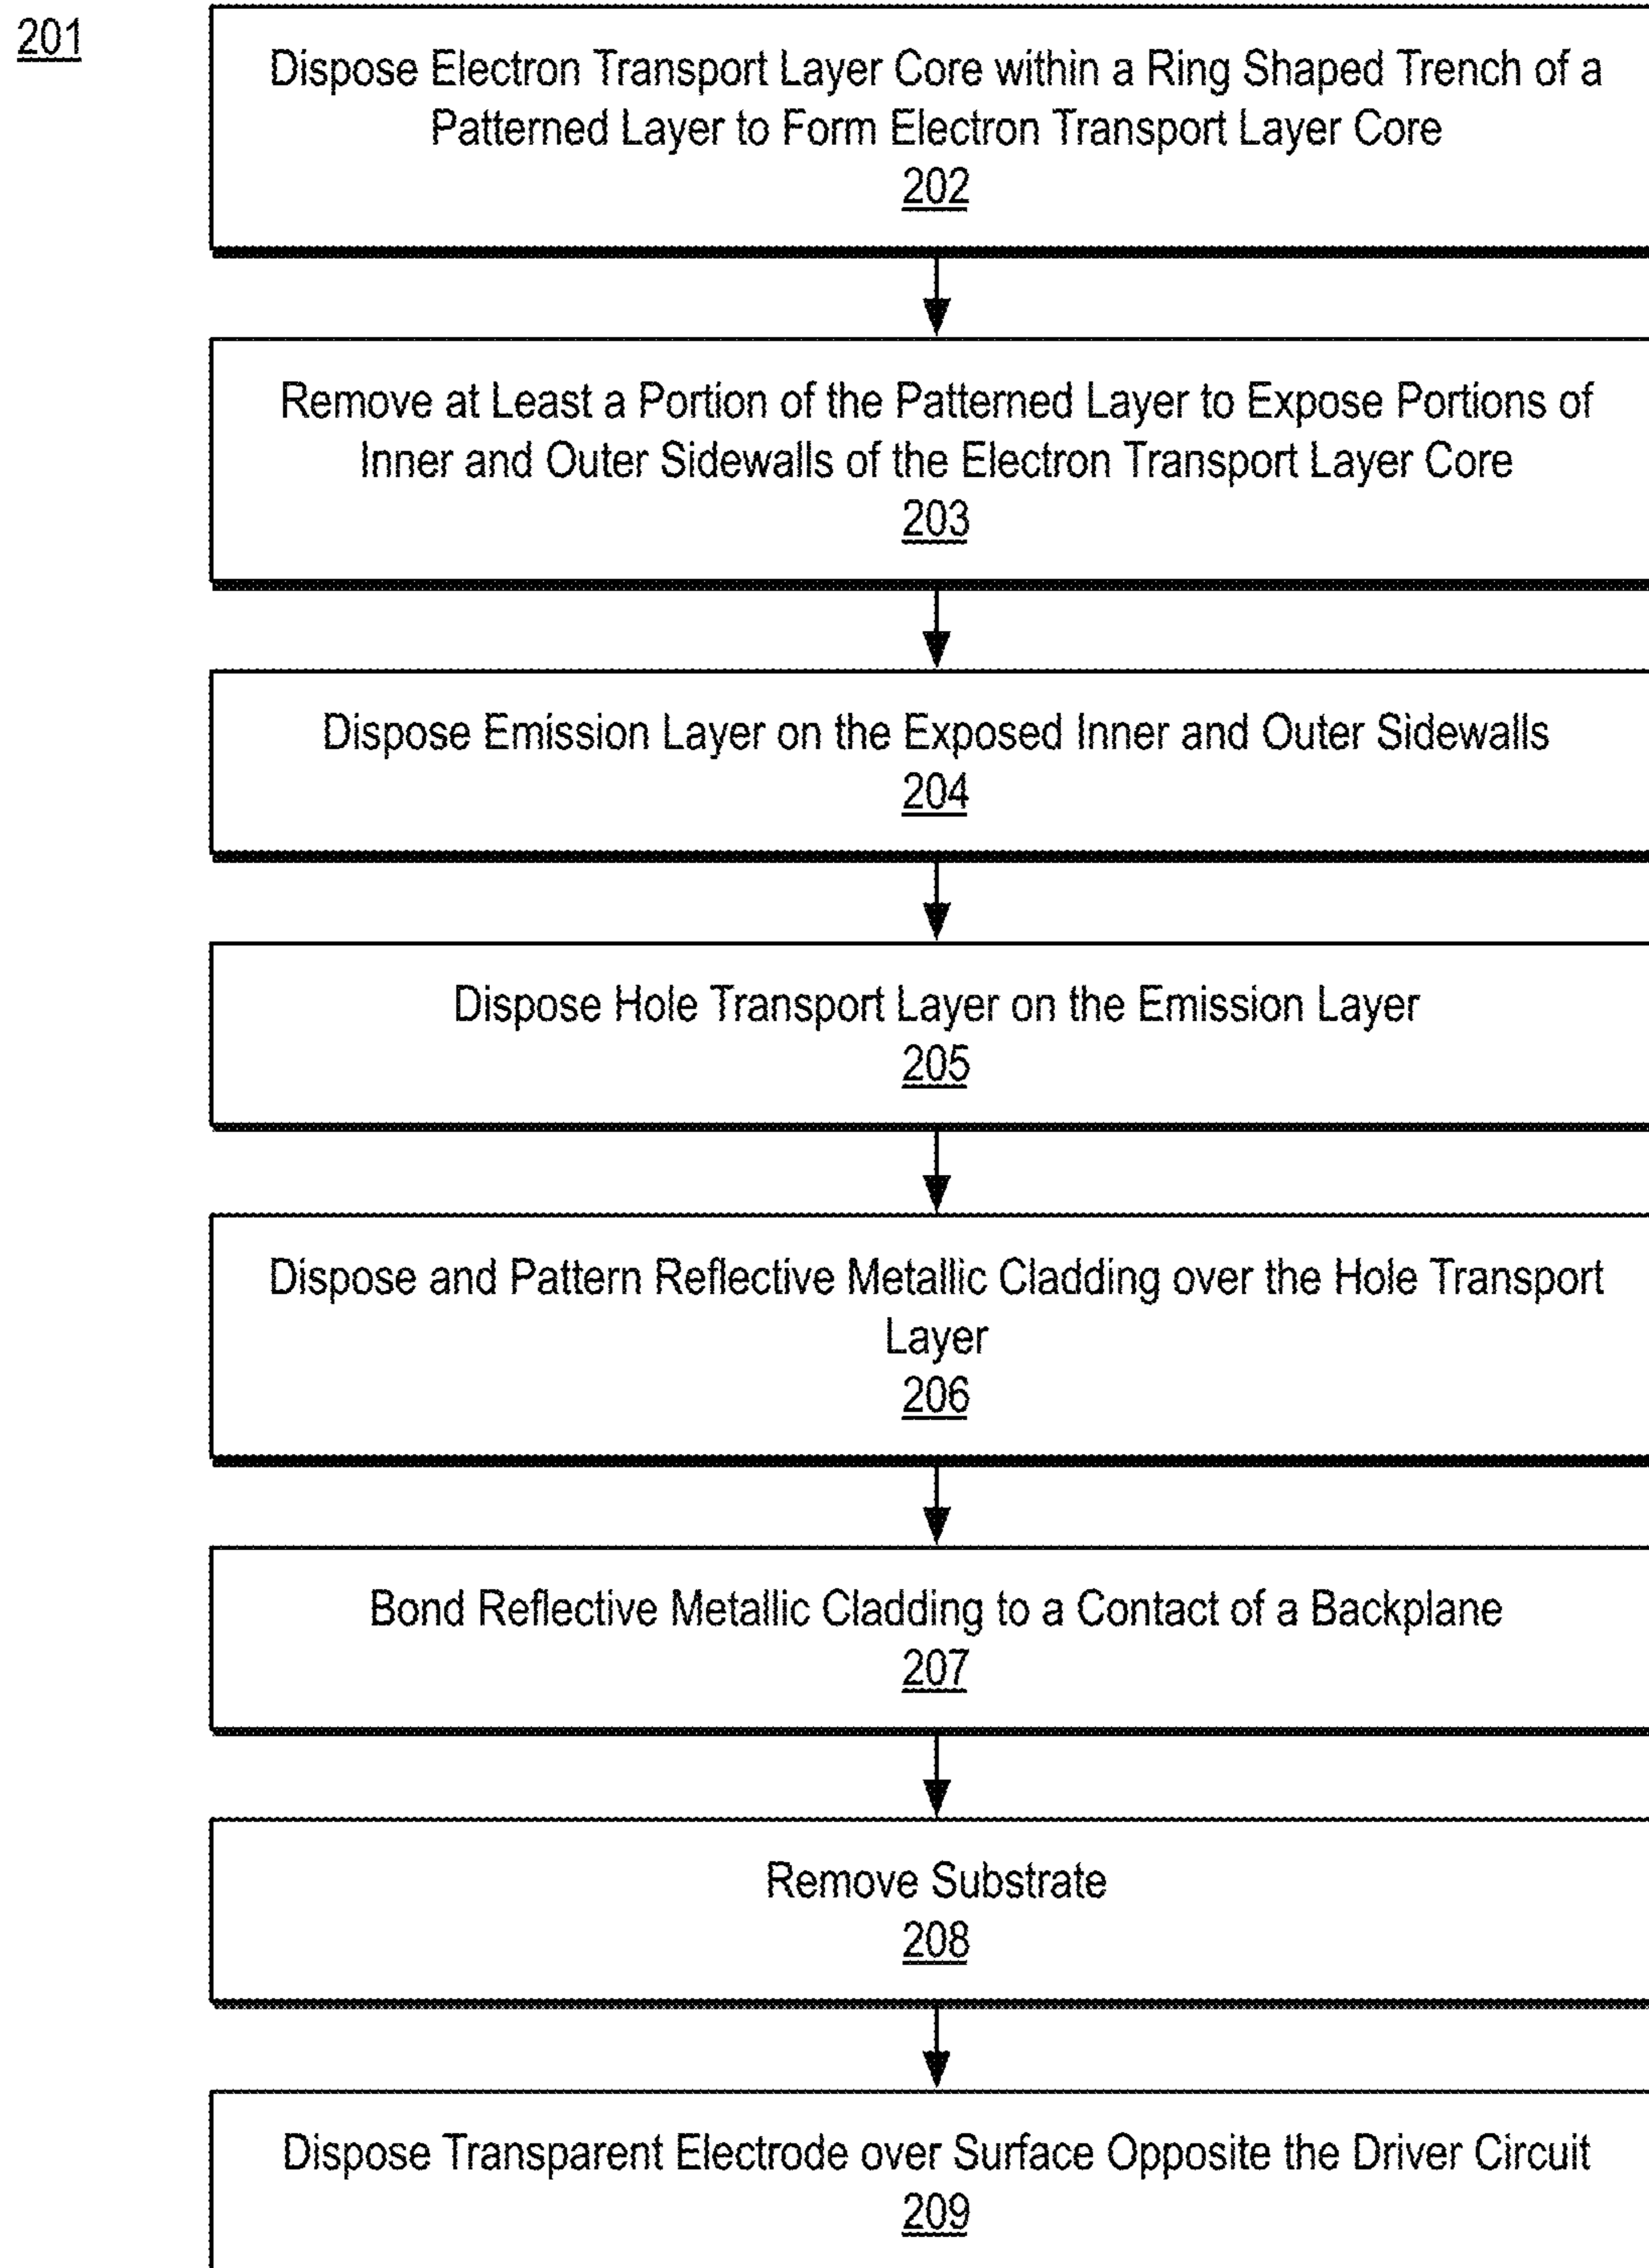 201
Dispose Electron Transport Layer Core within a Ring Shaped Trench of a
Patterned Layer to Form Electron Transport Layer Core
202
Remove at Least a Portion of the Patterned Layer to Expose Portions of
Inner and Outer Sidewalls of the Electron Transport Layer Core
203
Dispose Emission Layer on the Exposed Inner and Outer Sidewalls
204
Dispose Hole Transport Layer on the Emission Layer
205
Dispose and Pattern Reflective Metallic Cladding over the Hole Transport
Layer
206
Bond Reflective Metallic Cladding to a Contact of a Backplane
207
Remove Substrate
208
Dispose Transparent Electrode over Surface Opposite the Driver Circuit
209